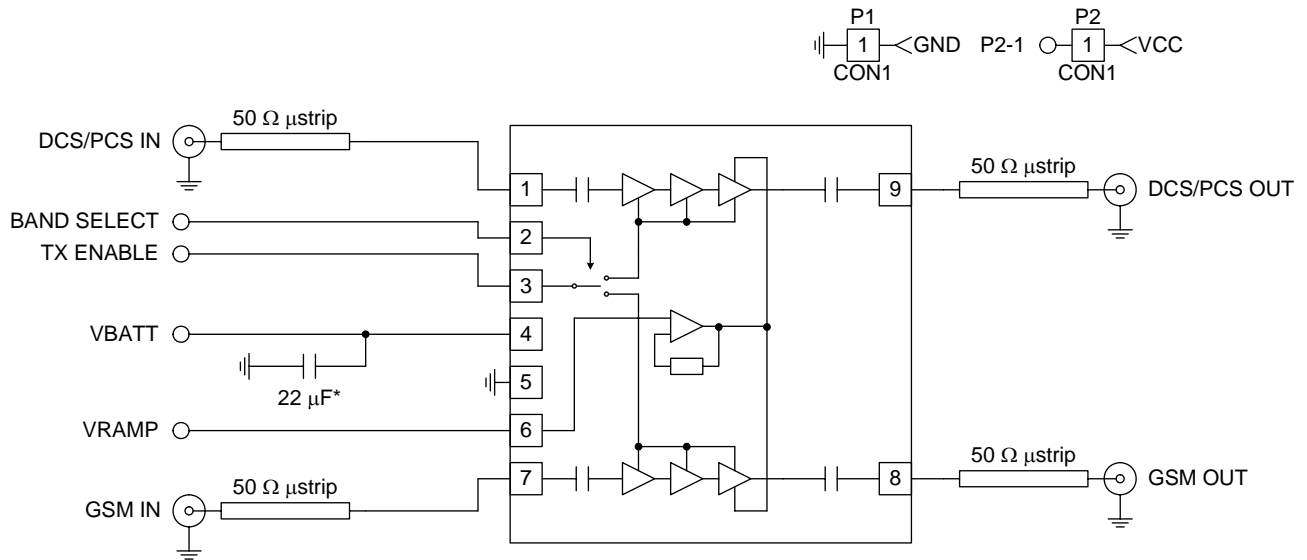 P1
P2
1
GND
P2-1
1
VCC
CON1
CON1
50 Ω μstrip
DCS/PCS IN
50 Ω μstrip
1
9
DCS/PCS OUT
BAND SELECT
2
TX ENABLE
3
VBATT
4
5
22 μF*
VRAMP
6
50 Ω μstrip
7
8
GSM OUT
50 Ω μstrip
GSM IN